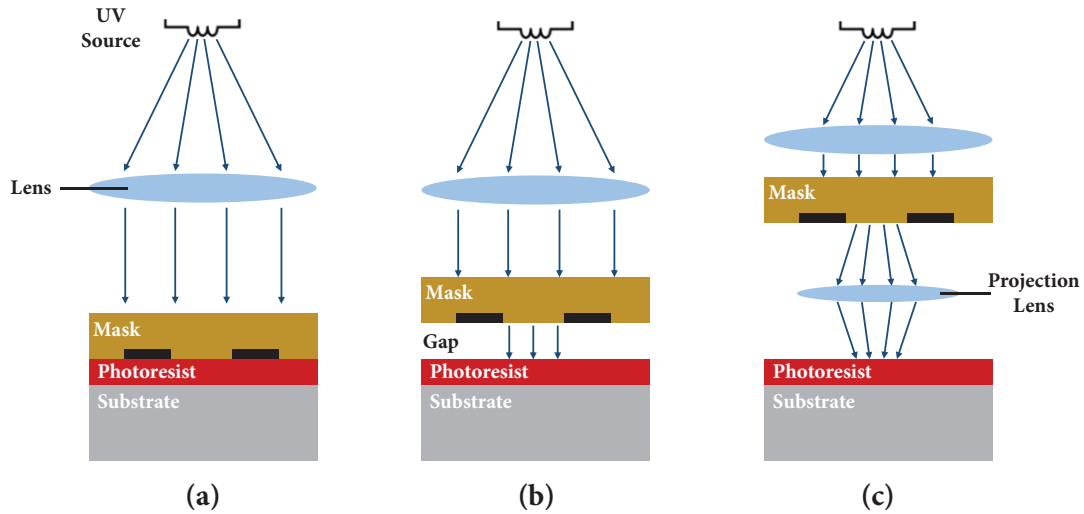 UV
Source
Lens
Mask
Photoresist
Substrate
(a)
Mask
Gap
Photoresist
Substrate
(b)
Mask
Projection
Lens
Photoresist
Substrate
(c)